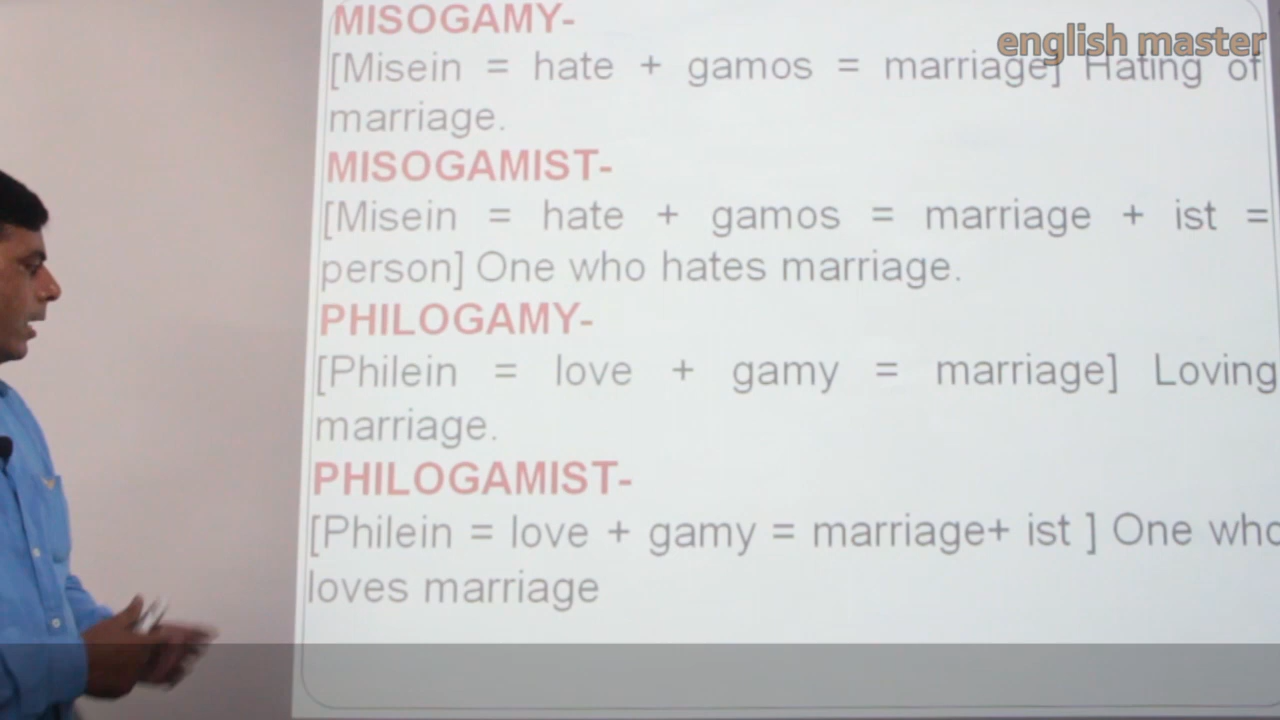 MISOGAMY-
english master
[Misein = hate + gamos = marriage] Hating of
marriage.
MISOGAMIST-
[Misein = hate + gamos = marriage + ist =
person] One who hates marriage.
PHILOGAMY-
[Philein = love + gamy = marriage] Loving
marriage.
PHILOGAMIST-
[Philein = love + gamy = marriage+ ist ] One who
loves marriage